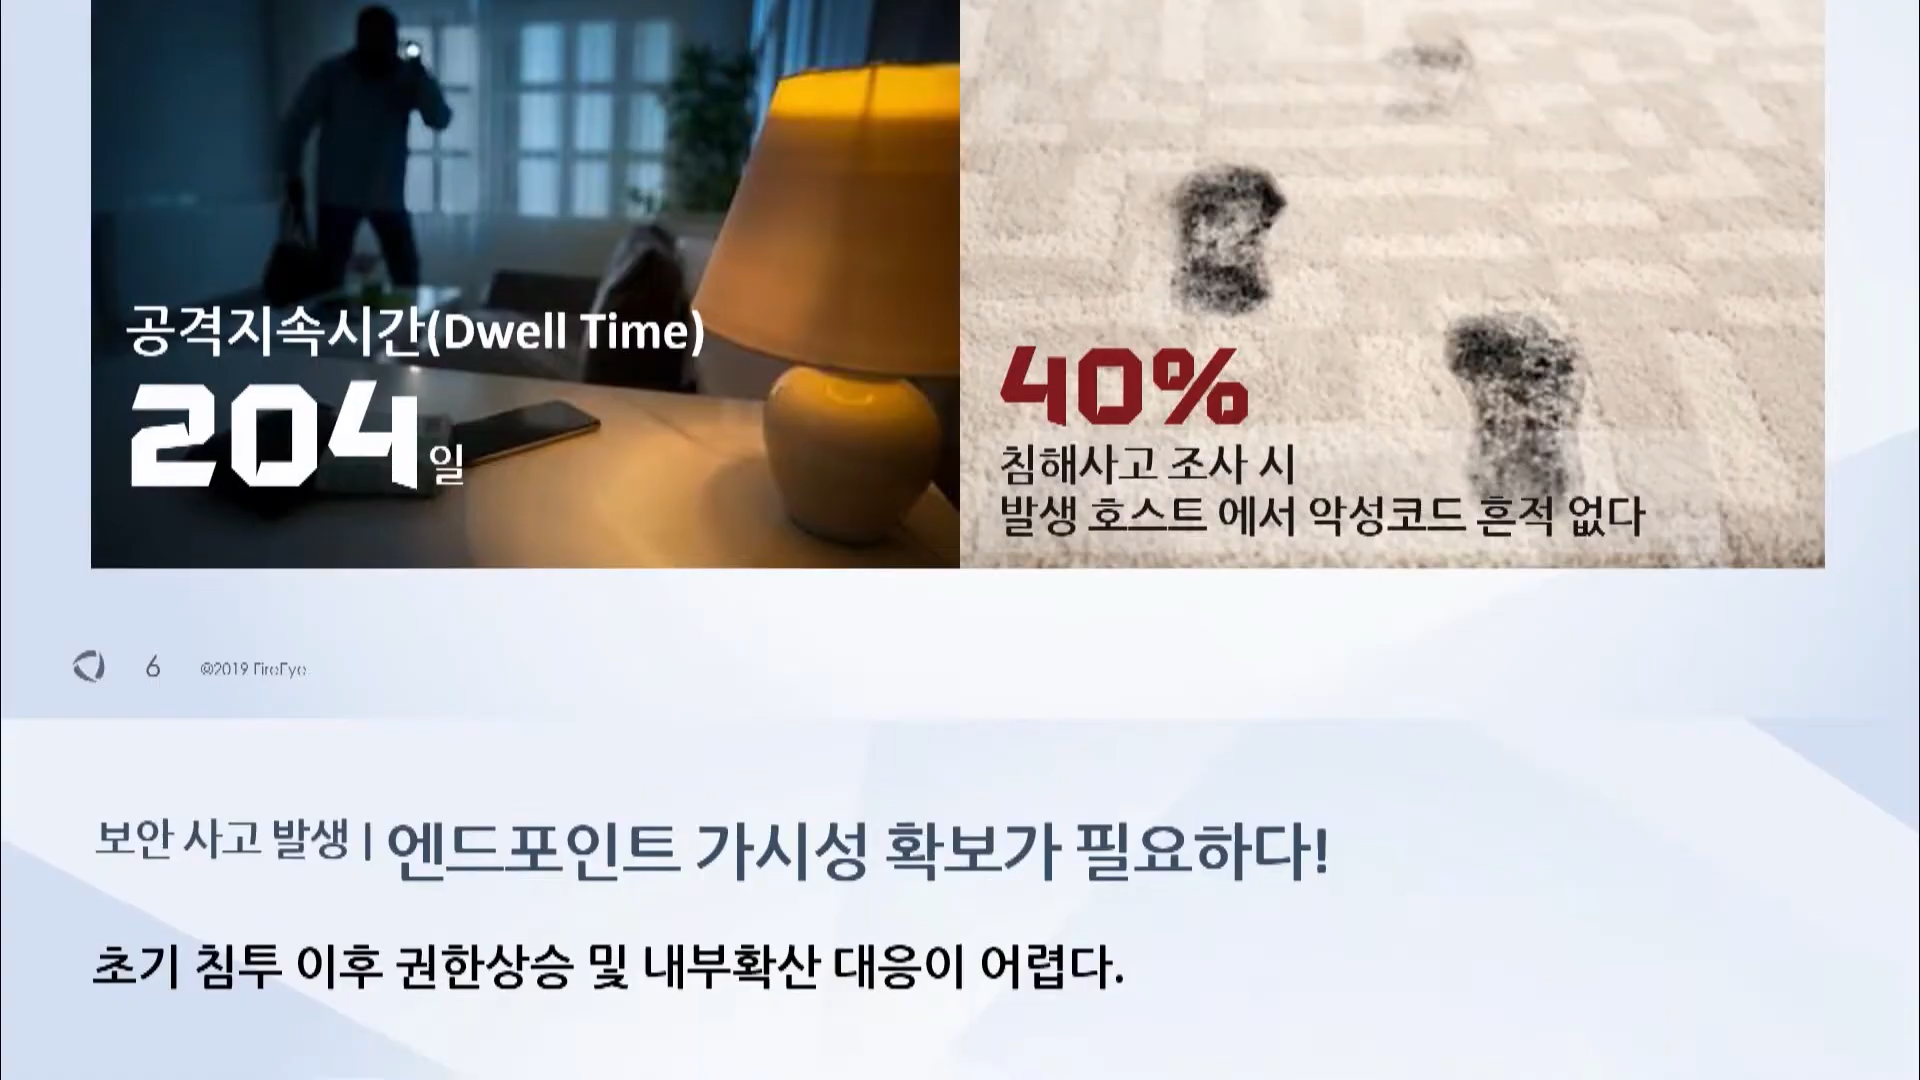 공격지속시간(Dwell Time)
204일
40%
침해사고 조사 시
발생 호스트 에서 악성코드 흔적 없다
6 ©2019 FireEye
보안 사고 발생 | 엔드포인트 가시성 확보가 필요하다!
초기 침투 이후 권한상승 및 내부확산 대응이 어렵다.